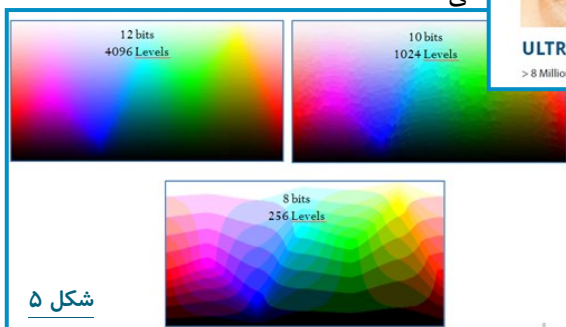 ی
ULTR
> 8 Millio
12 bits
4096 Levels
10 bits
1024 Levels
8 bits
256 Levels
شکل ۵